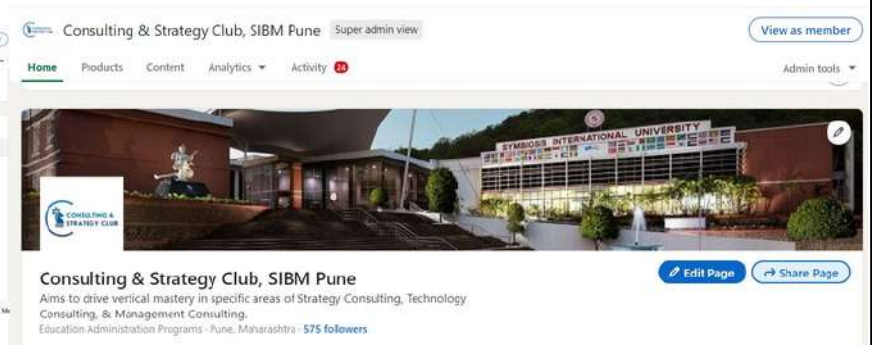 Consulting & Strategy Club, SIBM Pune Super admin view
View as member
Home Products Content Analytics Activity 24
Admin tools
SYMBIOSIS INTERNATIONAL UNIVERSITY
CONSULTING &
STRATEGY CLUB
Edit Page
Share Page
Consulting & Strategy Club, SIBM Pune
Aims to drive vertical mastery in specific areas of Strategy Consulting, Technology
Consulting, & Management Consulting.
Education Administration Programs - Pune, Maharashtra - 575 followers